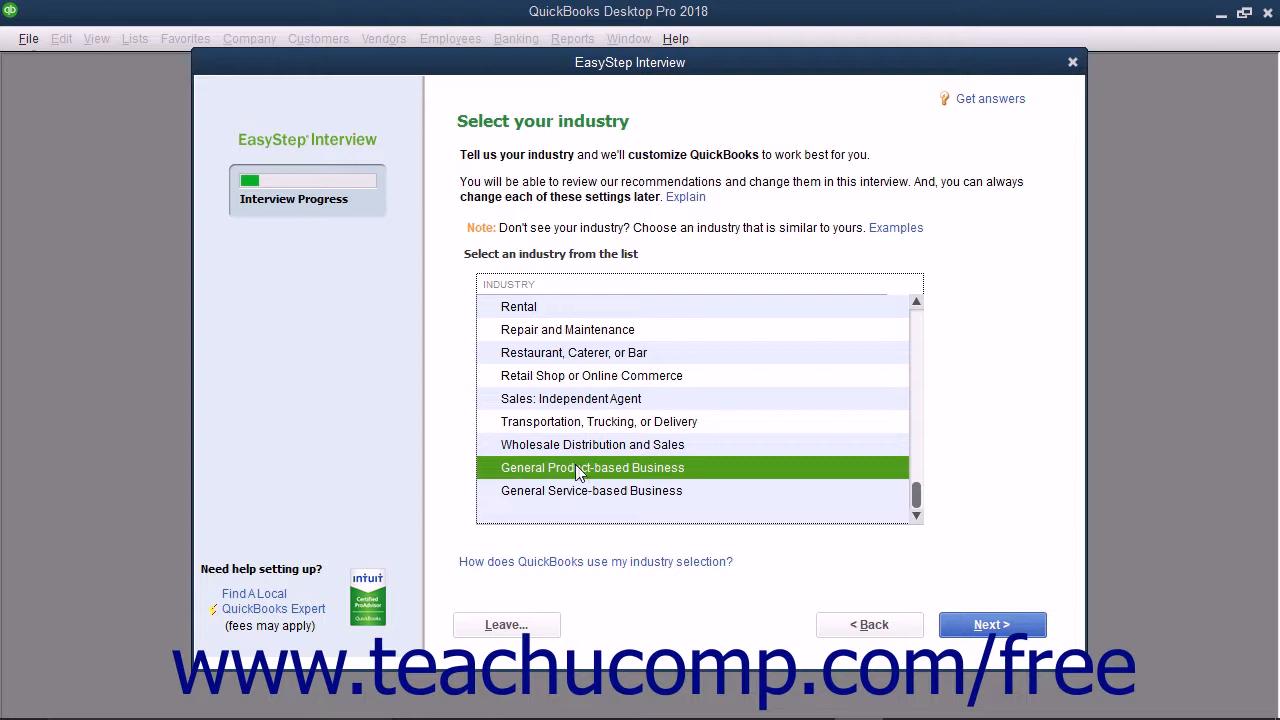 QuickBooks Desktop Pro 2018
File Edit View Lists Favorites Company Customers Vendors Employees Banking Reports Window Help
EasyStep Interview
Get answers
EasyStep® Interview
Interview Progress
Select your industry
Tell us your industry and we'll customize QuickBooks to work best for you.
You will be able to review our recommendations and change them in this interview. And, you can always
change each of these settings later. Explain
Note: Don't see your industry? Choose an industry that is similar to yours. Examples
Select an industry from the list
INDUSTRY
Rental
Repair and Maintenance
Restaurant, Caterer, or Bar
Retail Shop or Online Commerce
Sales: Independent Agent
Transportation, Trucking, or Delivery
Wholesale Distribution and Sales
General Product-based Business
General Service-based Business
How does QuickBooks use my industry selection?
Need help setting up?
Find A Local
QuickBooks Expert
(fees may apply)
intuit
Certified
ProAdvisor
QuickBooks
Leave...
< Back
Next >
www.teachucomp.com/free